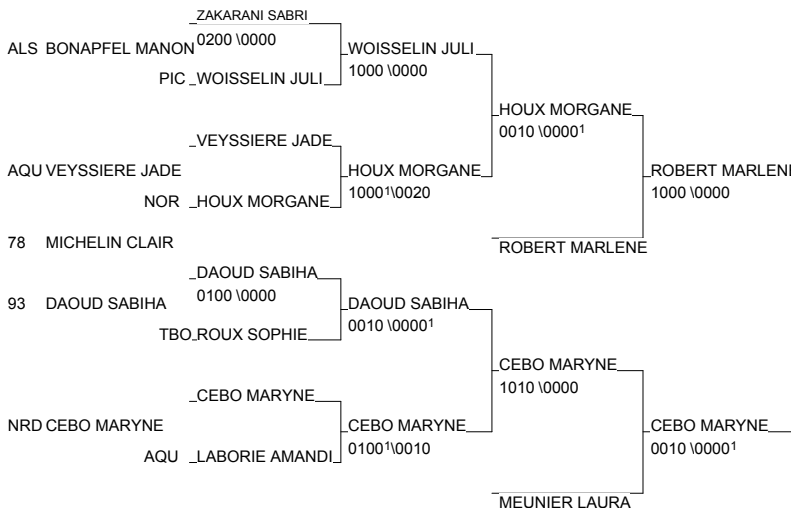 ZAKARANI SABRI
0200 \0000
ALS BONAPFEL MANON
WOISSELIN JULI
1000 \0000
PIC WOISSELIN JULI
HOUX MORGANE
0010 \0000¹
VEYSSIERE JADE
AQU VEYSSIERE JADE
HOUX MORGANE
1000¹\0020
ROBERT MARLENE
1000 \0000
NOR HOUX MORGANE
78 MICHELIN CLAIR
ROBERT MARLENE
DAOUD SABIHA
0100 \0000
93 DAOUD SABIHA
DAOUD SABIHA
0010 \0000¹
TBO ROUX SOPHIE
CEBO MARYNE
1010 \0000
CEBO MARYNE
NRD CEBO MARYNE
CEBO MARYNE
0100¹\0010
CEBO MARYNE
0010 \0000¹
AQU LABORIE AMANDI
MEUNIER LAURA